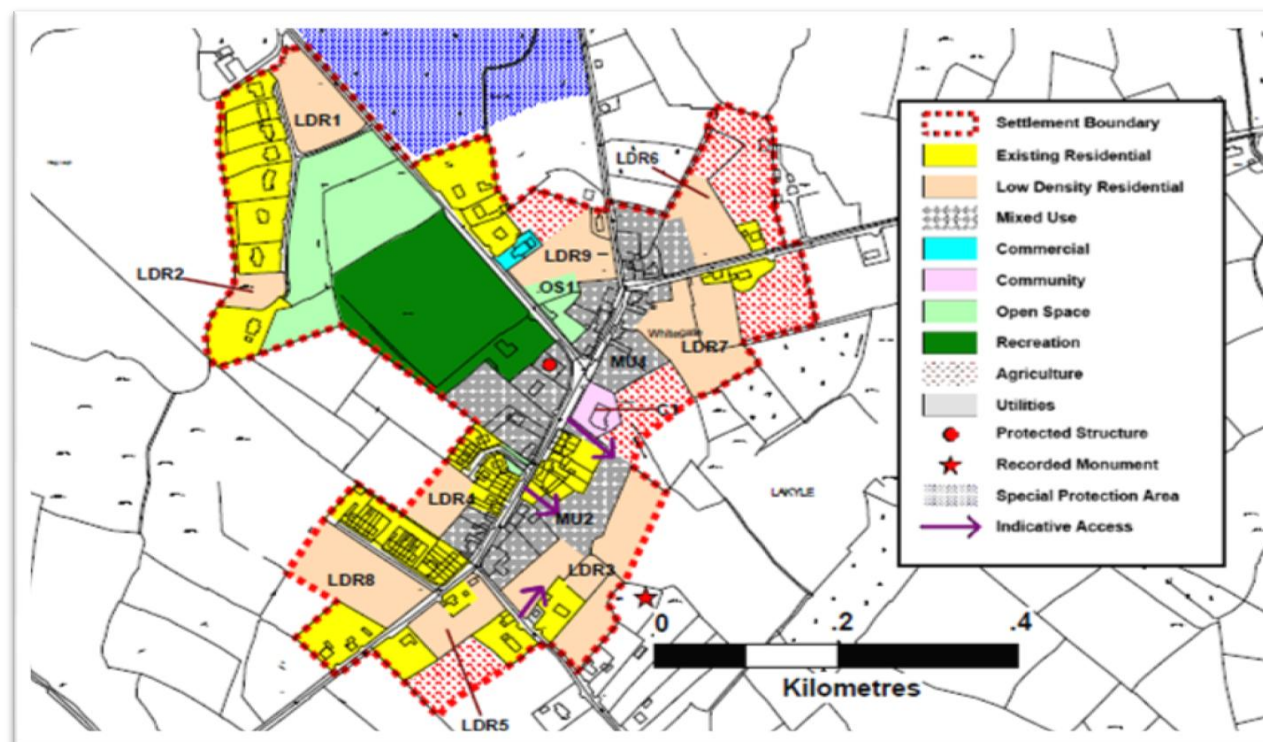 LDR1
LDR6
LDR2
LDR9
OS1
LDR7
MU4
C1
LAKYLE
LDR4
MU2
LDR3
LDR8
LDR5
Settlement Boundary
Existing Residential
Low Density Residential
Mixed Use
Commercial
Community
Open Space
Recreation
Agriculture
Utilities
Protected Structure
Recorded Monument
Special Protection Area
Indicative Access
0 .2 .4
Kilometres